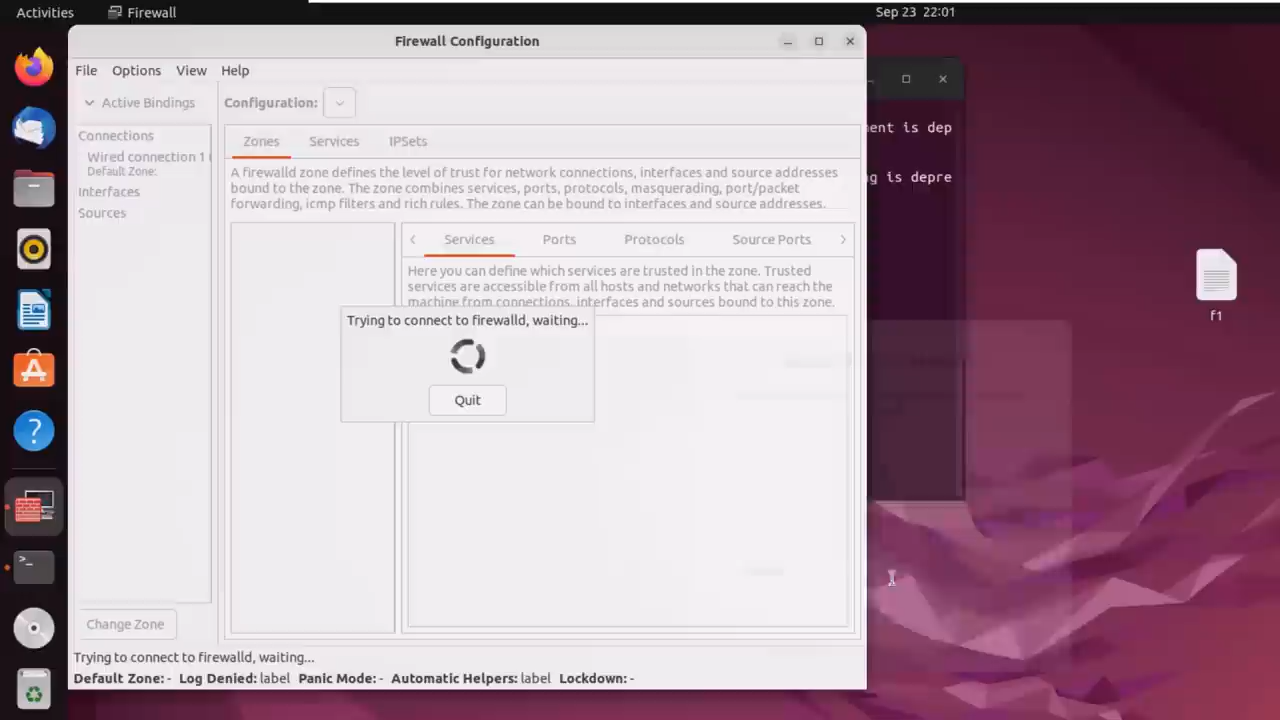 Activities
Firewall
Sep 23 22:01
Firewall Configuration
File Options View Help
Active Bindings
Configuration:
Connections
Wired connection 1
Default Zone:
Interfaces
Sources
Zones Services IPSets
A firewalld zone defines the level of trust for network connections, interfaces and source addresses
bound to the zone. The zone combines services, ports, protocols, masquerading, port/packet
forwarding, icmp filters and rich rules. The zone can be bound to interfaces and source addresses.
Services Ports Protocols Source Ports
Here you can define which services are trusted in the zone. Trusted
services are accessible from all hosts and networks that can reach the
machine from connections, interfaces and sources bound to this zone.
Trying to connect to firewalld, waiting...
Quit
Change Zone
Trying to connect to firewalld, waiting...
Default Zone: - Log Denied: label Panic Mode: - Automatic Helpers: label Lockdown: -
ent is dep
g is depre
f1